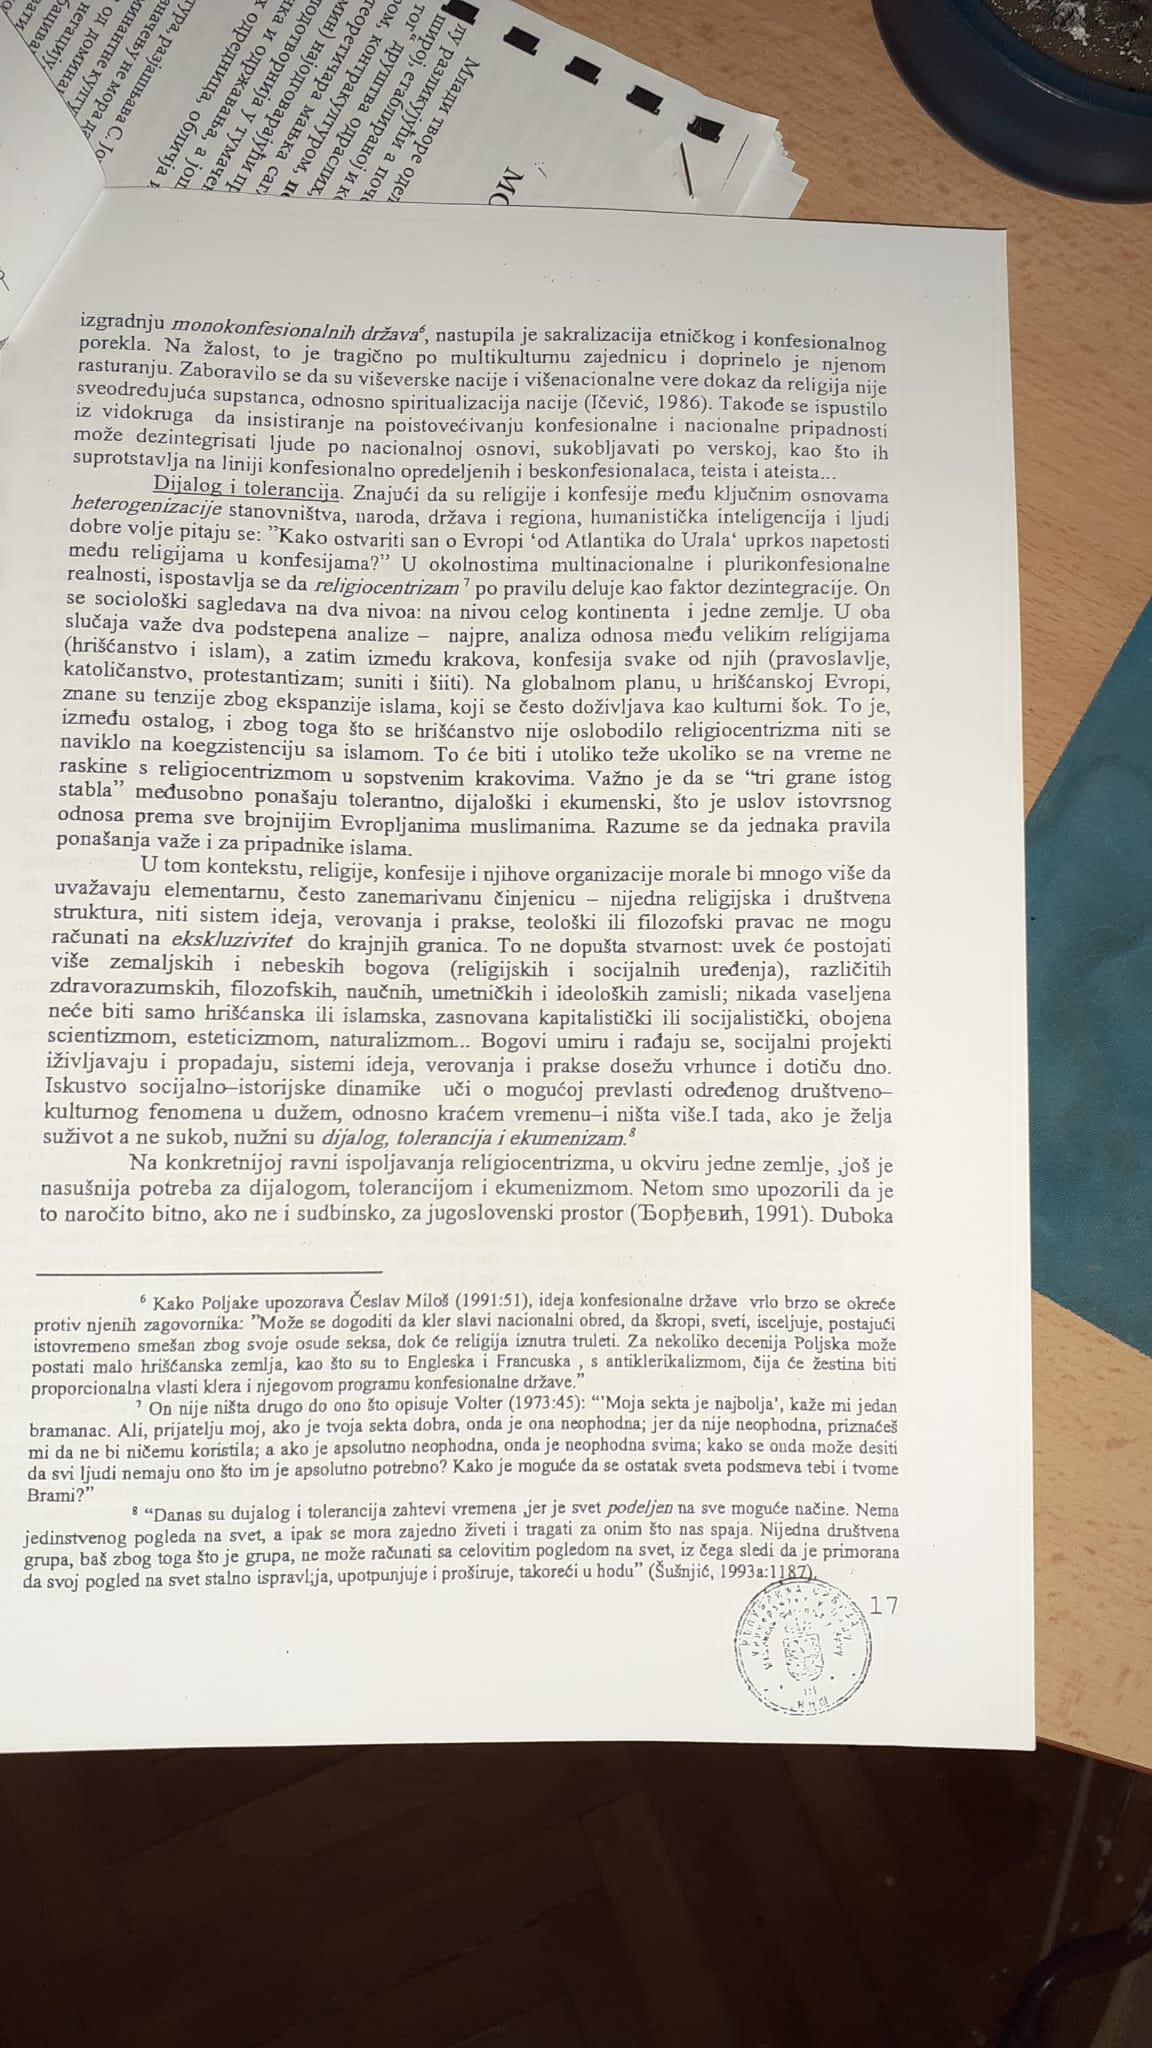 Млади творе
лу разликујући а
широј, етаблираној и
друштва одраслих,
контракултуром,
теоретичара мањка
најодговарајући
и одржавања, а још
одредница, обличја
МО
тура, разјашњава С.
не мора
доминантне
негацију
izgradnju monokonfesionalnih država⁶, nastupila je sakralizacija etničkog i konfesionalnog
porekla. Na žalost, to je tragično po multikulturnu zajednicu i doprinelo je njenom
rasturanju. Zaboravilo se da su viševerske nacije i višenacionalne vere dokaz da religija nije
sveodređujuća supstanca, odnosno spiritualizacija nacije (Ičević, 1986). Takođe se ispustilo
iz vidokruga da insistiranje na poistovećivanju konfesionalne i nacionalne pripadnosti
može dezintegrisati ljude po nacionalnoj osnovi, sukobljavati po verskoj, kao što ih
suprotstavlja na liniji konfesionalno opredeljenih i beskonfesionalaca, teista i ateista...
Dijalog i tolerancija. Znajući da su religije i konfesije među ključnim osnovama
heterogenizacije stanovništva, naroda, država i regiona, humanistička inteligencija i ljudi
dobre volje pitaju se: ”Kako ostvariti san o Evropi ‘od Atlantika do Urala‘ uprkos napetosti
među religijama u konfesijama?” U okolnostima multinacionalne i plurikonfesionalne
realnosti, ispostavlja se da religiocentrizam ⁷ po pravilu deluje kao faktor dezintegracije. On
se sociološki sagledava na dva nivoa: na nivou celog kontinenta i jedne zemlje. U oba
slučaja važe dva podstepena analize – najpre, analiza odnosa među velikim religijama
(hrišćanstvo i islam), a zatim između krakova, konfesija svake od njih (pravoslavlje,
katoličanstvo, protestantizam; suniti i šiiti). Na globalnom planu, u hrišćanskoj Evropi,
znane su tenzije zbog ekspanzije islama, koji se često doživljava kao kulturni šok. To je,
između ostalog, i zbog toga što se hrišćanstvo nije oslobodilo religiocentrizma niti se
naviklo na koegzistenciju sa islamom. To će biti i utoliko teže ukoliko se na vreme ne
raskine s religiocentrizmom u sopstvenim krakovima. Važno je da se “tri grane istog
stabla” međusobno ponašaju tolerantno, dijaloški i ekumenski, što je uslov istovrsnog
odnosa prema sve brojnijim Evropljanima muslimanima. Razume se da jednaka pravila
ponašanja važe i za pripadnike islama.
U tom kontekstu, religije, konfesije i njihove organizacije morale bi mnogo više da
uvažavaju elementarnu, često zanemarivanu činjenicu – nijedna religijska i društvena
struktura, niti sistem ideja, verovanja i prakse, teološki ili filozofski pravac ne mogu
računati na ekskluzivitet do krajnjih granica. To ne dopušta stvarnost: uvek će postojati
više zemaljskih i nebeskih bogova (religijskih i socijalnih uređenja), različitih
zdravorazumskih, filozofskih, naučnih, umetničkih i ideoloških zamisli; nikada vaseljena
neće biti samo hrišćanska ili islamska, zasnovana kapitalistički ili socijalistički, obojena
scientizmom, esteticizmom, naturalizmom... Bogovi umiru i rađaju se, socijalni projekti
iživljavaju i propadaju, sistemi ideja, verovanja i prakse dosežu vrhunce i dotiču dno.
Iskustvo socijalno–istorijske dinamike uči o mogućoj prevlasti određenog društveno–
kulturnog fenomena u dužem, odnosno kraćem vremenu–i ništa više.I tada, ako je želja
suživot a ne sukob, nužni su dijalog, tolerancija i ekumenizam.⁸
Na konkretnijoj ravni ispoljavanja religiocentrizma, u okviru jedne zemlje, ,još je
nasušnija potreba za dijalogom, tolerancijom i ekumenizmom. Netom smo upozorili da je
to naročito bitno, ako ne i sudbinsko, za jugoslovenski prostor (Ђорђевић, 1991). Duboka
⁶ Kako Poljake upozorava Česlav Miloš (1991:51), ideja konfesionalne države vrlo brzo se okreće
protiv njenih zagovornika: ”Može se dogoditi da kler slavi nacionalni obred, da škropi, sveti, isceljuje, postajući
istovremeno smešan zbog svoje osude seksa, dok će religija iznutra truleti. Za nekoliko decenija Poljska može
postati malo hrišćanska zemlja, kao što su to Engleska i Francuska , s antiklerikalizmom, čija će žestina biti
proporcionalna vlasti klera i njegovom programu konfesionalne države.”
⁷ On nije ništa drugo do ono što opisuje Volter (1973:45): “'Moja sekta je najbolja', kaže mi jedan
bramanac. Ali, prijatelju moj, ako je tvoja sekta dobra, onda je ona neophodna; jer da nije neophodna, priznaćeš
mi da ne bi ničemu koristila; a ako je apsolutno neophodna, onda je neophodna svima; kako se onda može desiti
da svi ljudi nemaju ono što im je apsolutno potrebno? Kako je moguće da se ostatak sveta podsmeva tebi i tvome
Brami?”
⁸ “Danas su dujalog i tolerancija zahtevi vremena ,jer je svet podeljen na sve moguće načine. Nema
jedinstvenog pogleda na svet, a ipak se mora zajedno živeti i tragati za onim što nas spaja. Nijedna društvena
grupa, baš zbog toga što je grupa, ne može računati sa celovitim pogledom na svet, iz čega sledi da je primorana
da svoj pogled na svet stalno ispravlja, upotpunjuje i proširuje, takoreći u hodu” (Šušnjić, 1993a:1187).
17
РЕПУБЛИКА СРБИЈА
НИШ